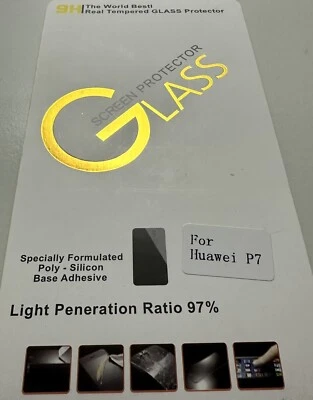 9H The World Best!
Real Tempered GLASS Protector
SCREEN PROTECTOR
GLASS
Specially Formulated
Poly - Silicon
Base Adhesive
For
Huawei P7
Light Peneration Ratio 97%